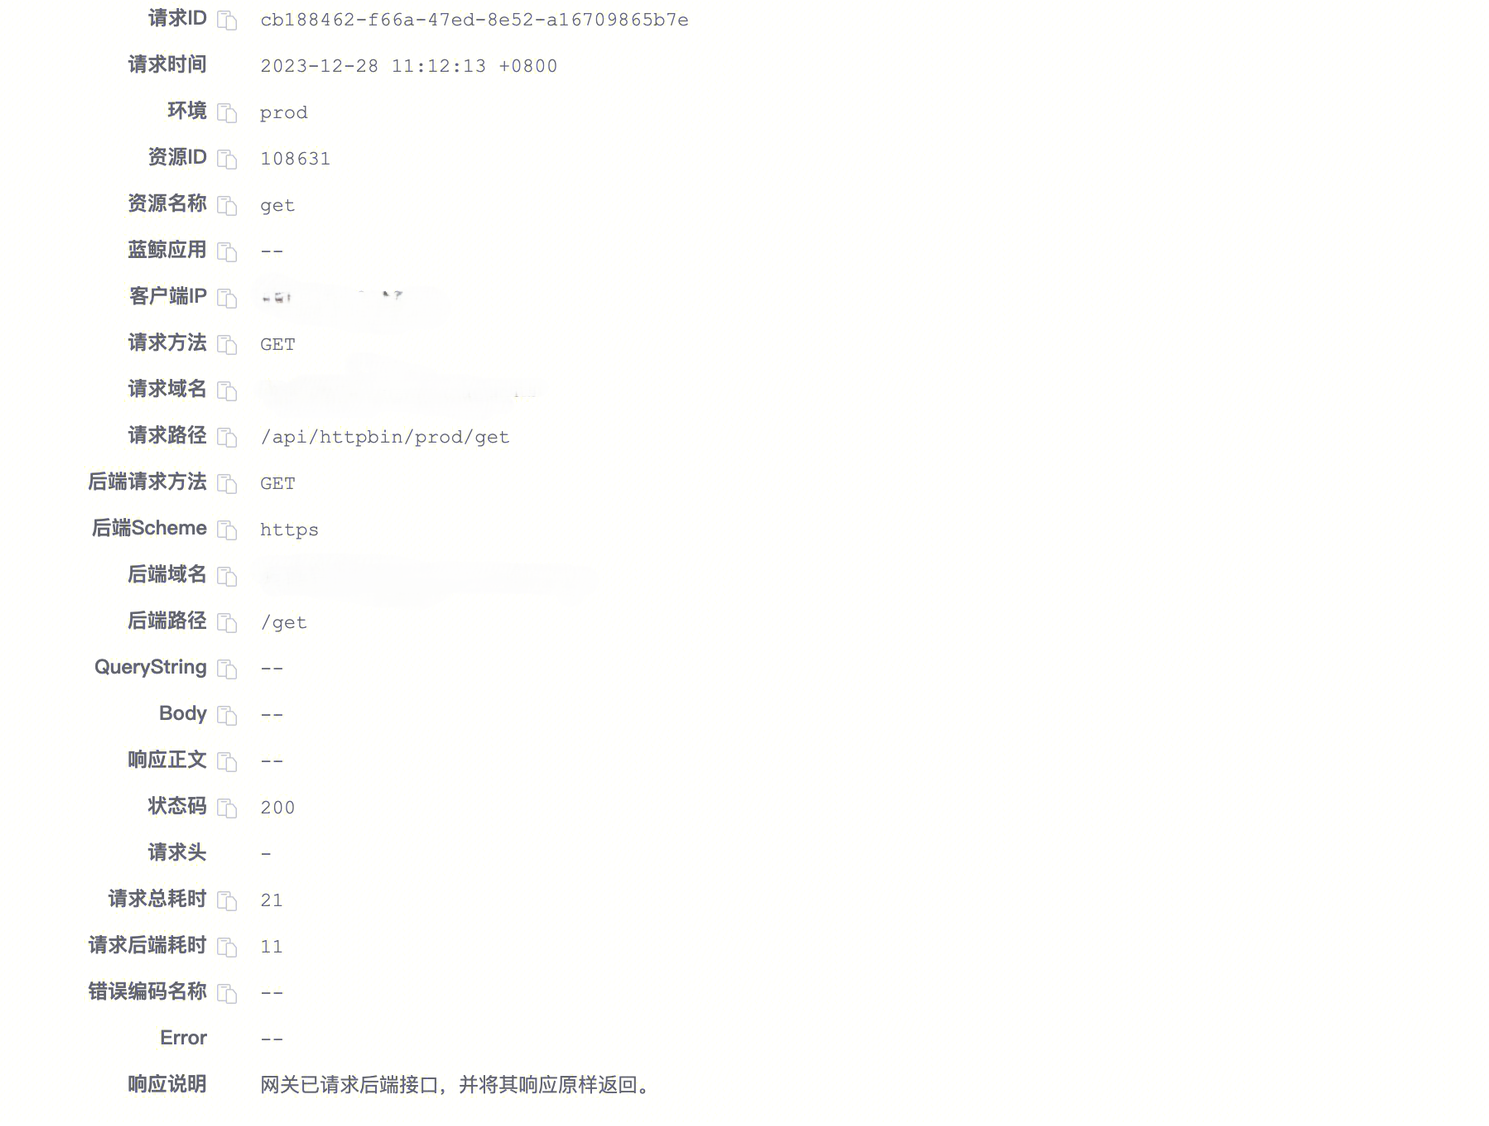 请求ID cb188462-f66a-47ed-8e52-a16709865b7e
请求时间 2023-12-28 11:12:13 +0800
环境 prod
资源ID 108631
资源名称 get
蓝鲸应用 --
客户端IP
请求方法 GET
请求域名
请求路径 /api/httpbin/prod/get
后端请求方法 GET
后端Scheme https
后端域名
后端路径 /get
QueryString --
Body --
响应正文 --
状态码 200
请求头 -
请求总耗时 21
请求后端耗时 11
错误编码名称 --
Error --
响应说明 网关已请求后端接口，并将其响应原样返回。